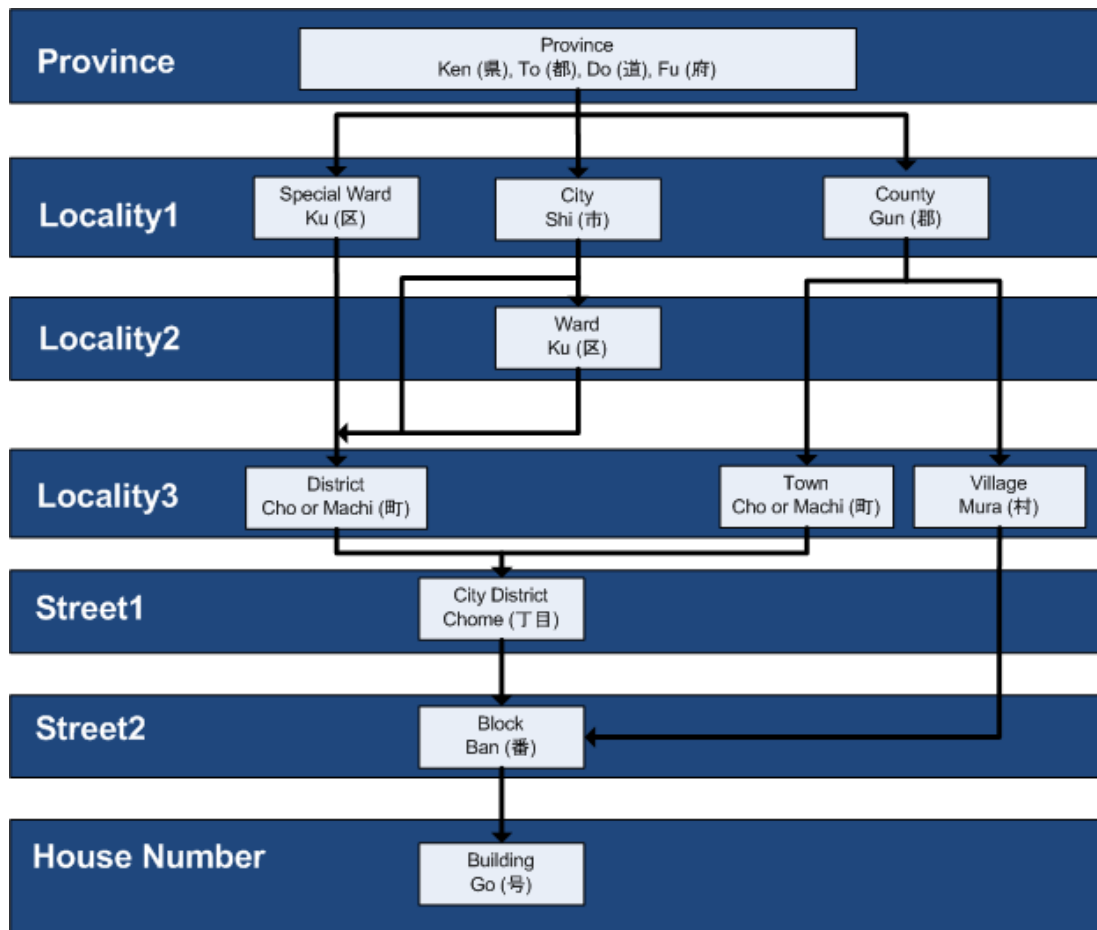 Province
Province
Ken (県), To (都), Do (道), Fu (府)
Locality1
Special Ward
Ku (区)
City
Shi (市)
County
Gun (郡)
Locality2
Ward
Ku (区)
Locality3
District
Cho or Machi (町)
Town
Cho or Machi (町)
Village
Mura (村)
Street1
City District
Chome (丁目)
Street2
Block
Ban (番)
House Number
Building
Go (号)